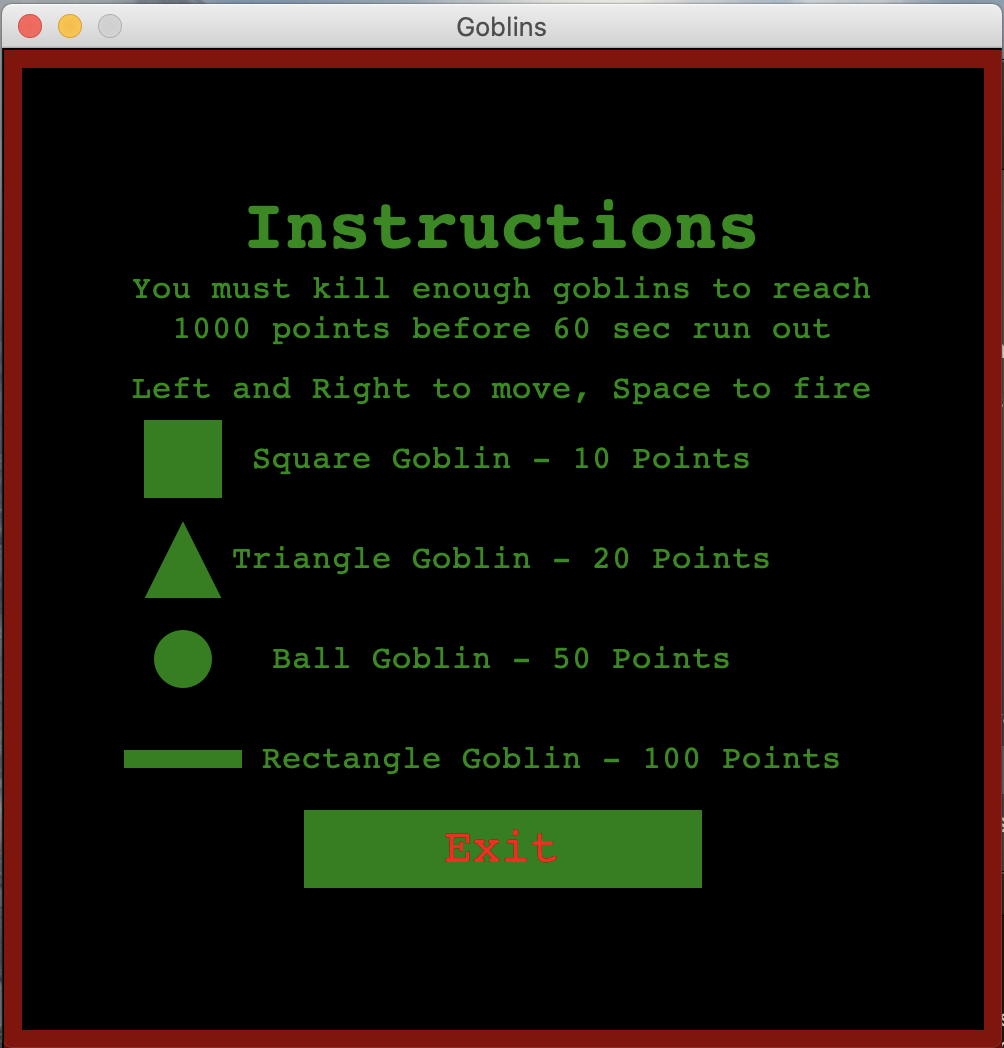 Goblins
Instructions
You must kill enough goblins to reach
1000 points before 60 sec run out
Left and Right to move, Space to fire
Square Goblin - 10 Points
Triangle Goblin - 20 Points
Ball Goblin - 50 Points
Rectangle Goblin - 100 Points
Exit